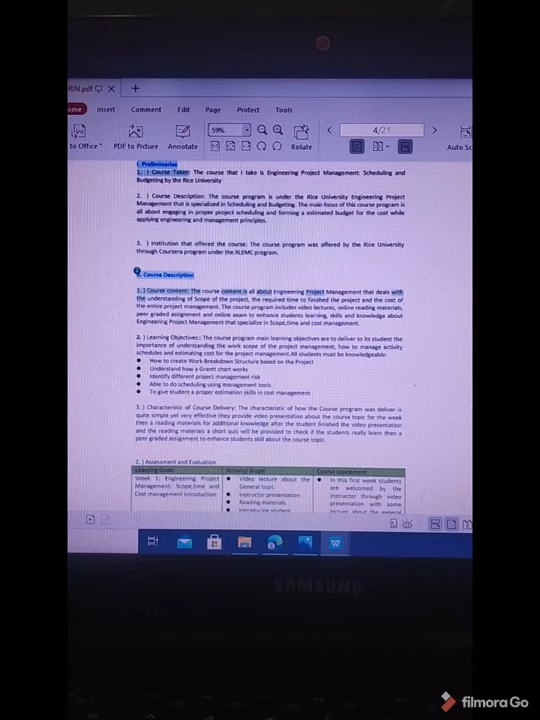 RIN.pdf
ome Insert Comment Edit Page Protect Tools
to Office PDF to Picture Annotate 59% Rotate 4/21 Auto Sc
I. Preliminaries
1. ) Course Taken: The course that I take is Engineering Project Management: Scheduling and
Budgeting by the Rice University
2. ) Course Description: The course program is under the Rice University Engineering Project
Management that is specialized in Scheduling and Budgeting. The main focus of this course program is
all about engaging in proper project scheduling and forming a estimated budget for the cost while
applying engineering and management principles.
3. ) Institution that offered the course: The course program was offered by the Rice University
through Coursera program under the RLEMC program.
II. Course Description
1. ) Course content: The course content is all about Engineering Project Management that deals with
the understanding of Scope of the project, the required time to finished the project and the cost of
the entire project management. The course program includes video lectures, online reading materials,
peer graded assignment and online exam to enhance students learning, skills and knowledge about
Engineering Project Management that specialize in Scope,time and cost management.
2. ) Learning Objectives:: The course program main learning objectives are to deliver to its student the
importance of understanding the work scope of the project management, how to manage activity
schedules and estimating cost for the project management.All students must be knowledgeable:
● How to create Work Breakdown Structure based on the Project
● Understand how a Grantt chart works
● Identify different project management risk
● Able to do scheduling using management tools
● To give student a proper estimation skills in cost management
3. ) Characteristic of Course Delivery: The characteristic of how the Course program was deliver is
quite simple yet very effective they provide video presentation about the course topic for the week
then a reading materials for additional knowledge after the student finished the video presentation
and the reading materials a short quiz will be provided to check if the students really learn than a
peer graded assignment to enhance students skill about the course topic.
2. ) Assessment and Evaluation
Learning Goals Activity/ Scope Course assessment
Week 1: Engineering Project ● Video lecture about the ● In this first week students
Management: Scope,time and General topic are welcomed by the
Cost management introduction ● Instructor presentation instructor through video
● Reading materials presentation with some
● Introducing student lecture about the general
SAMSUNG
filmora Go